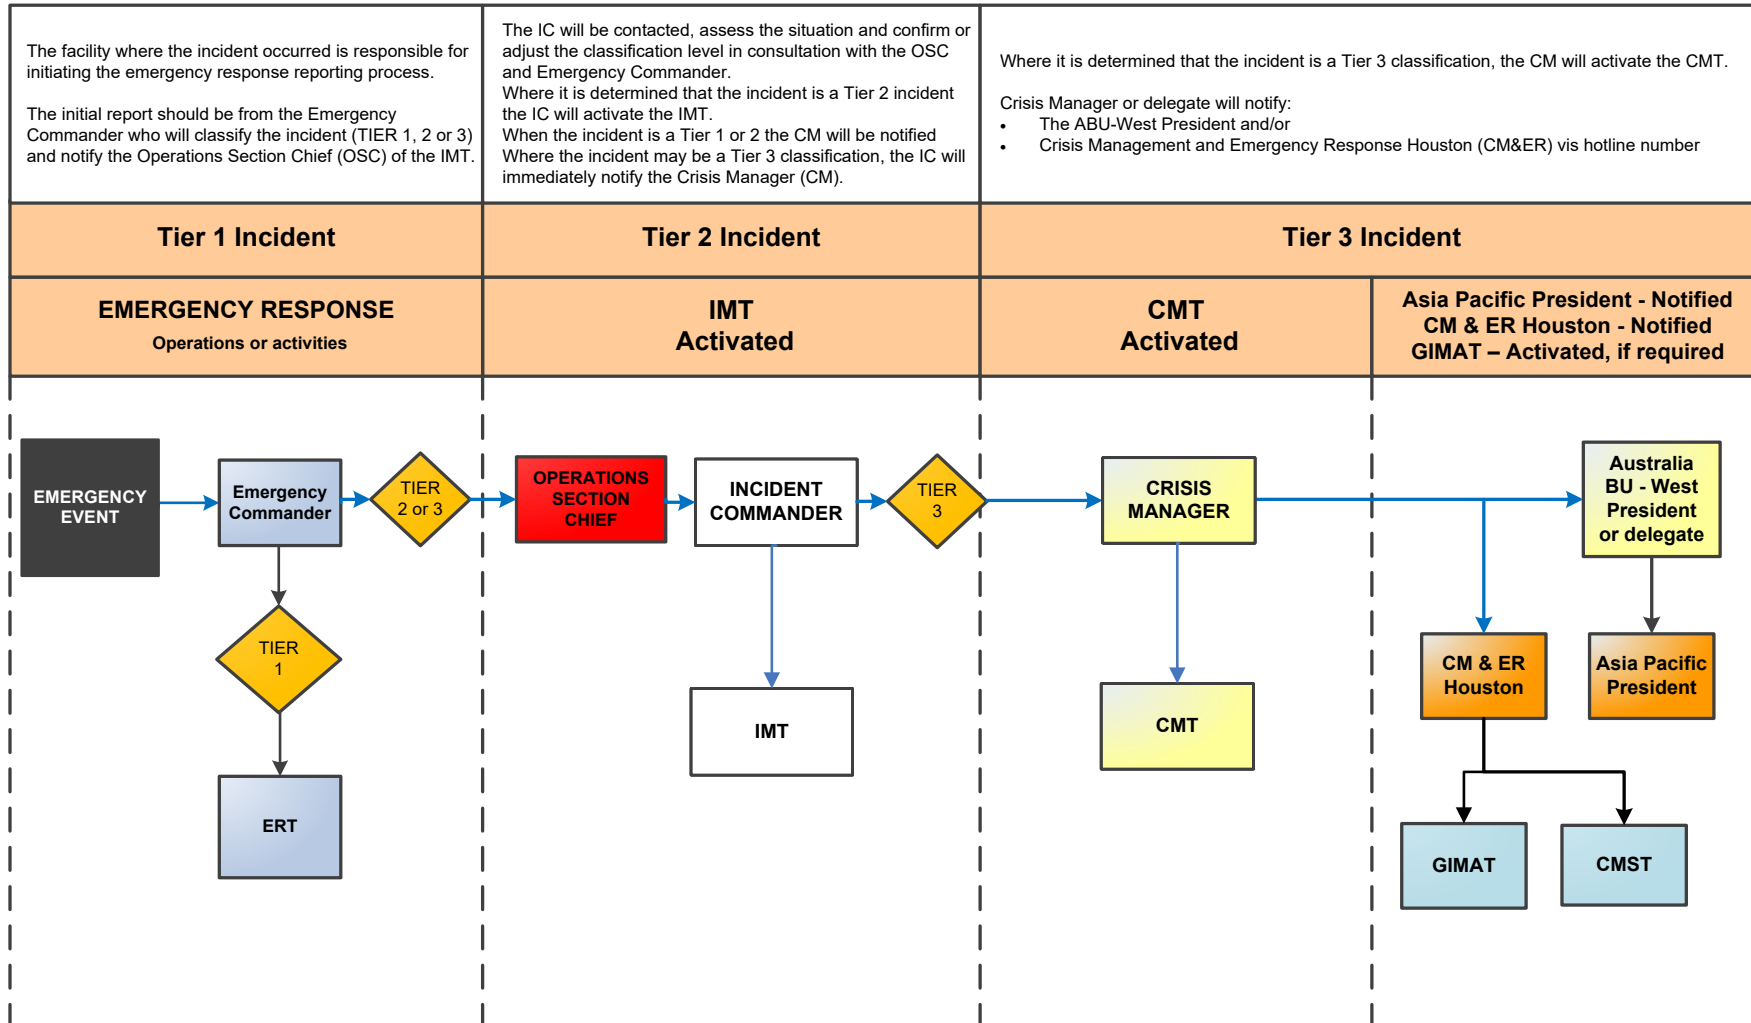 The facility where the incident occurred is responsible for
initiating the emergency response reporting process.
The initial report should be from the Emergency
Commander who will classify the incident (TIER 1, 2 or 3)
and notify the Operations Section Chief (OSC) of the IMT.
The IC will be contacted, assess the situation and confirm or
adjust the classification level in consultation with the OSC
and Emergency Commander.
Where it is determined that the incident is a Tier 2 incident
the IC will activate the IMT.
When the incident is a Tier 1 or 2 the CM will be notified
Where the incident may be a Tier 3 classification, the IC will
immediately notify the Crisis Manager (CM).
Where it is determined that the incident is a Tier 3 classification, the CM will activate the CMT.
Crisis Manager or delegate will notify:
• The ABU-West President and/or
• Crisis Management and Emergency Response Houston (CM&ER) vis hotline number
Tier 1 Incident
Tier 2 Incident
Tier 3 Incident
EMERGENCY RESPONSE
Operations or activities
IMT
Activated
CMT
Activated
Asia Pacific President - Notified
CM & ER Houston - Notified
GIMAT – Activated, if required
EMERGENCY
EVENT
Emergency
Commander
TIER
2 or 3
OPERATIONS
SECTION
CHIEF
INCIDENT
COMMANDER
TIER
3
CRISIS
MANAGER
Australia
BU - West
President
or delegate
TIER
1
IMT
CMT
CM & ER
Houston
Asia Pacific
President
ERT
GIMAT
CMST